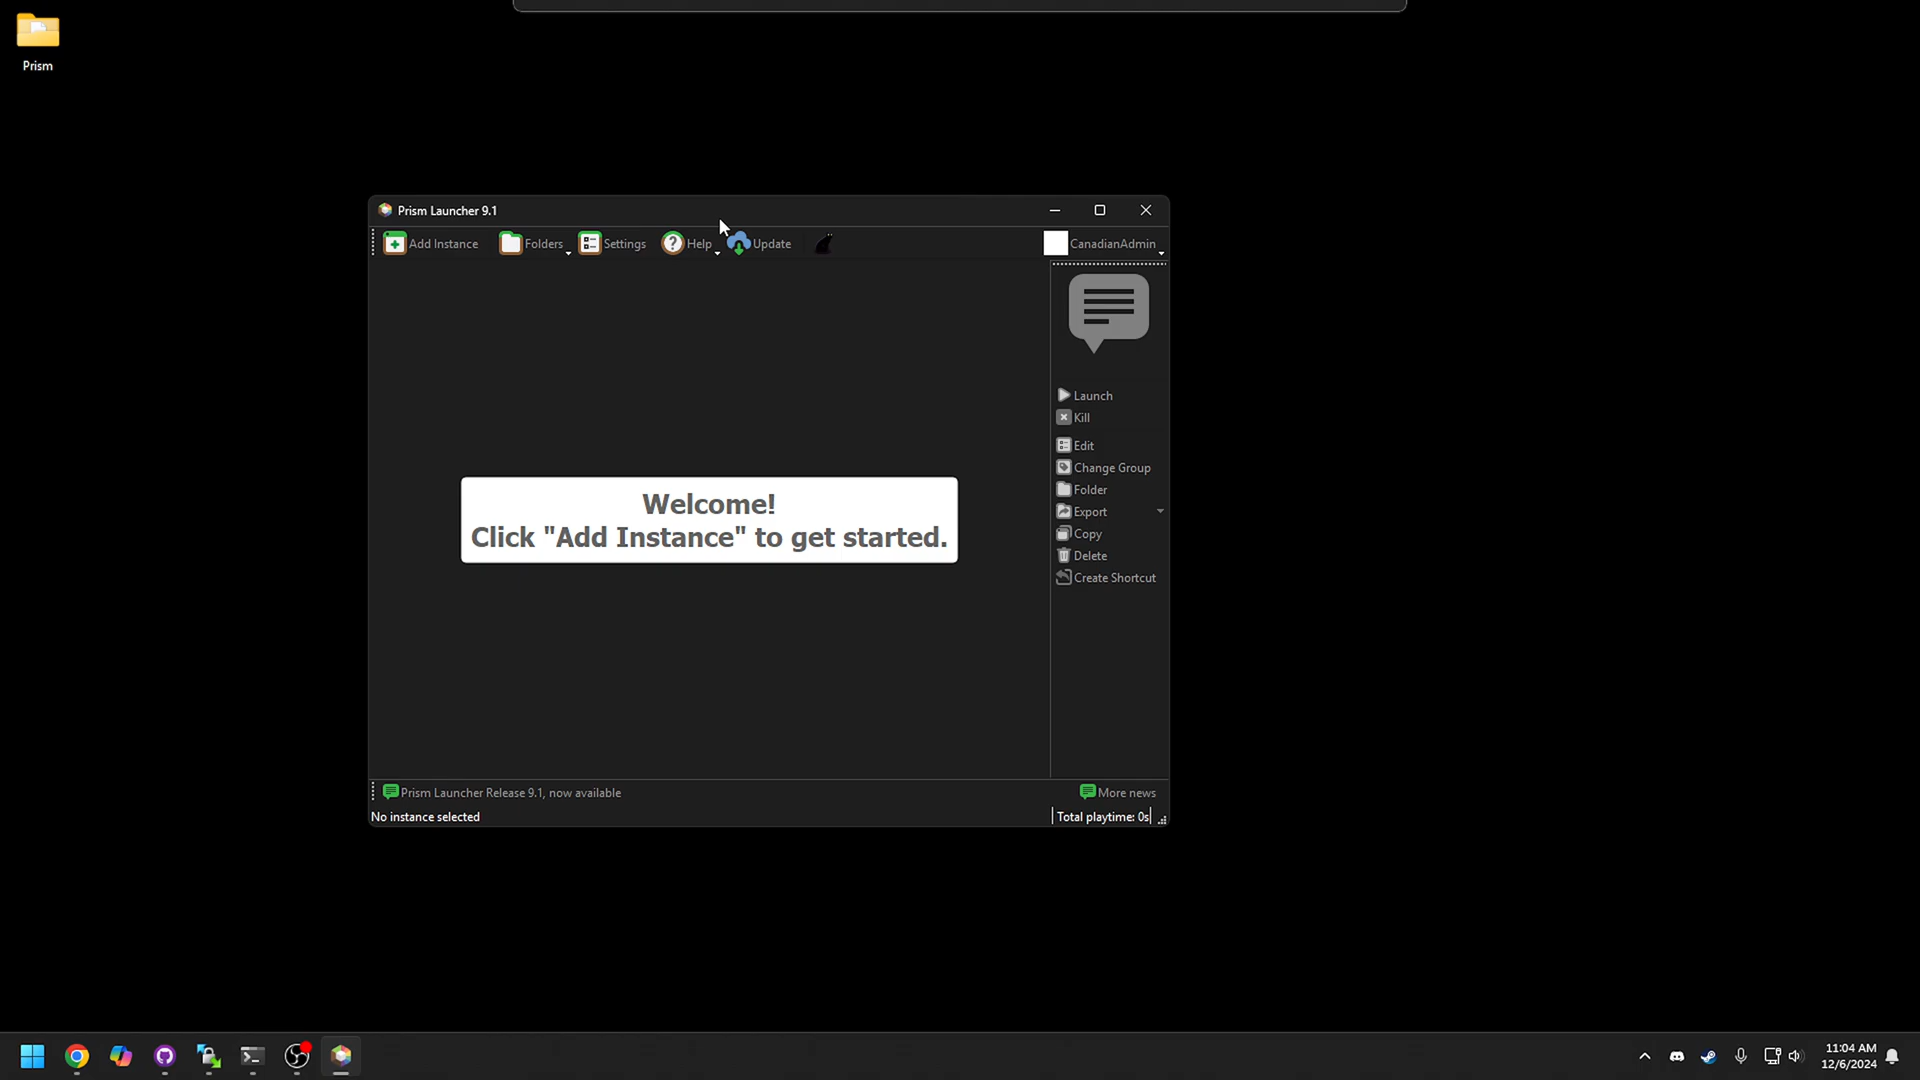 Prism
Prism Launcher 9.1
Add Instance
Folders
Settings
Help
Update
CanadianAdmin
Welcome!
Click "Add Instance" to get started.
Launch
Kill
Edit
Change Group
Folder
Export
Copy
Delete
Create Shortcut
Prism Launcher Release 9.1, now available
More news
No instance selected
Total playtime: 0s
11:04 AM
12/6/2024